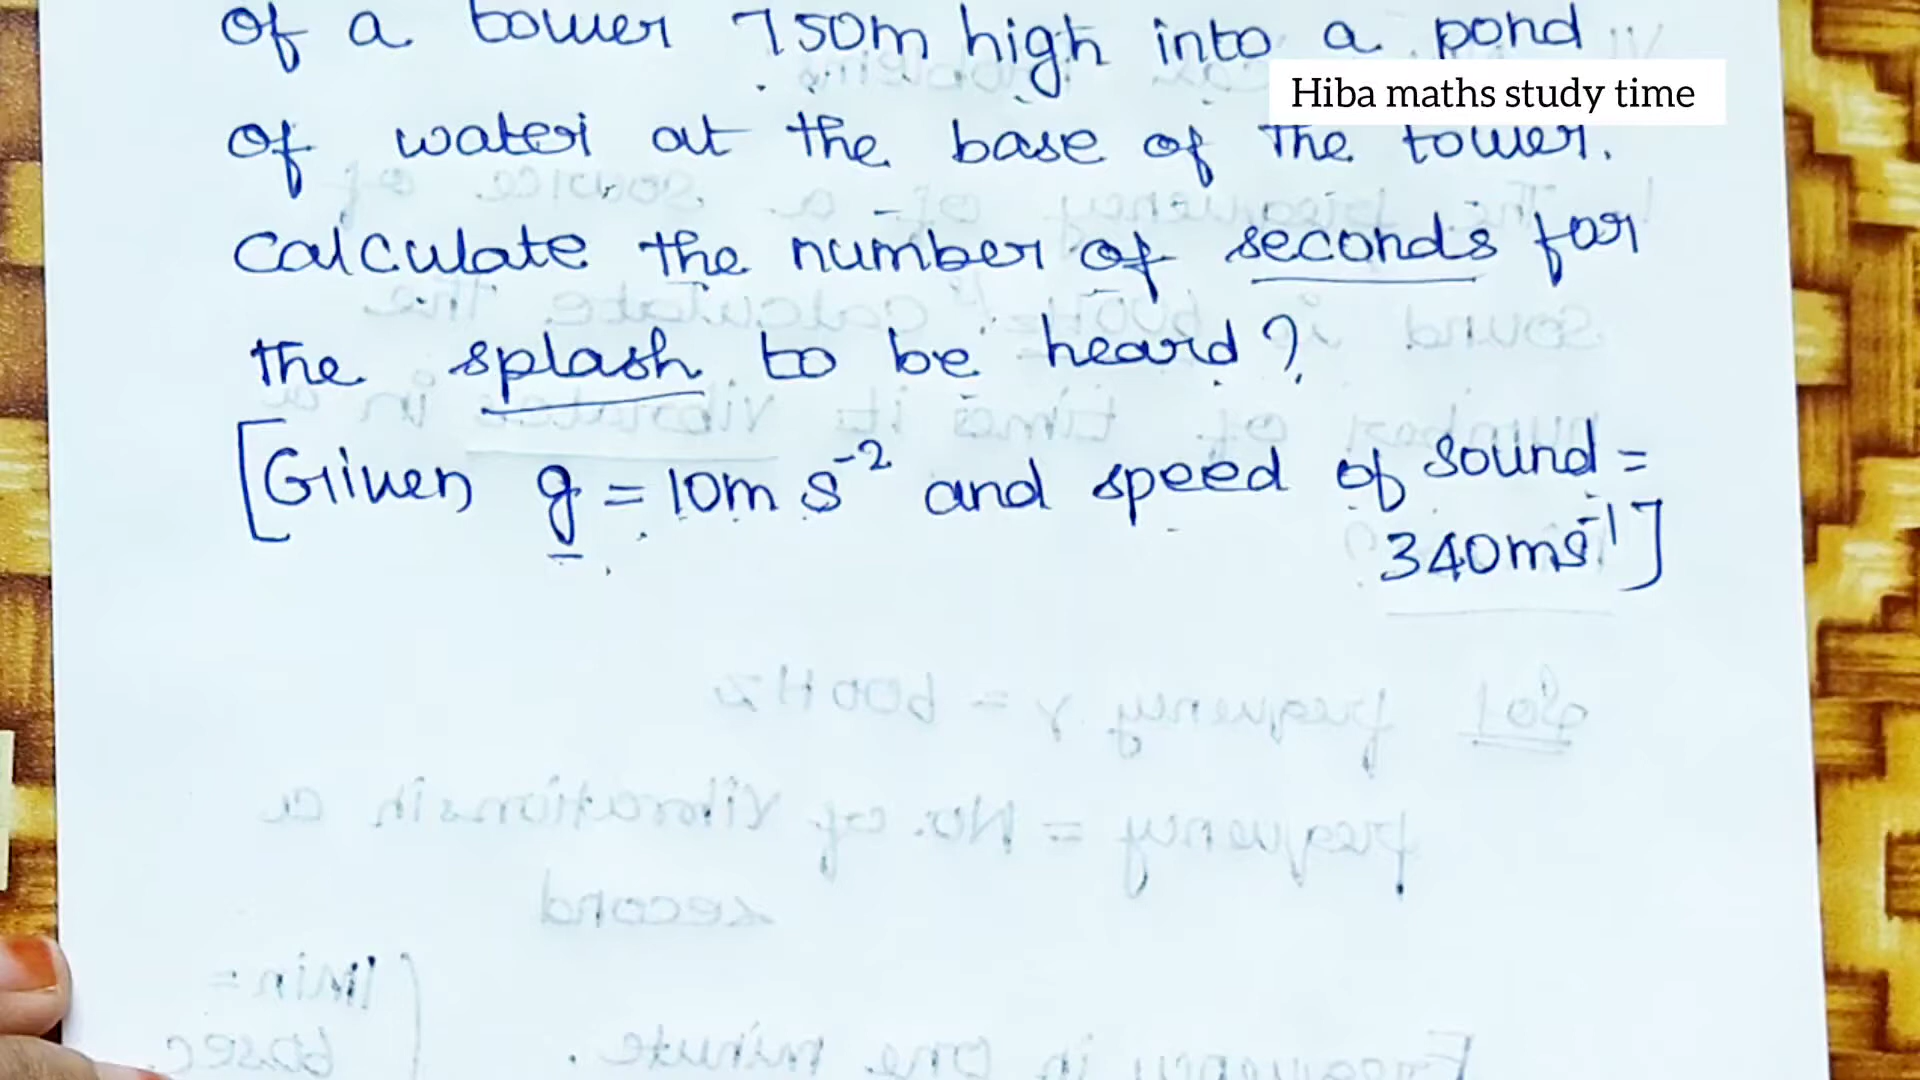 of a tower 750m high into a pond
Hiba maths study time
of water at the base of the tower.
Calculate the number of seconds for
the splash to be heard?
[Given g = 10m s⁻² and speed of sound =
340ms⁻¹]